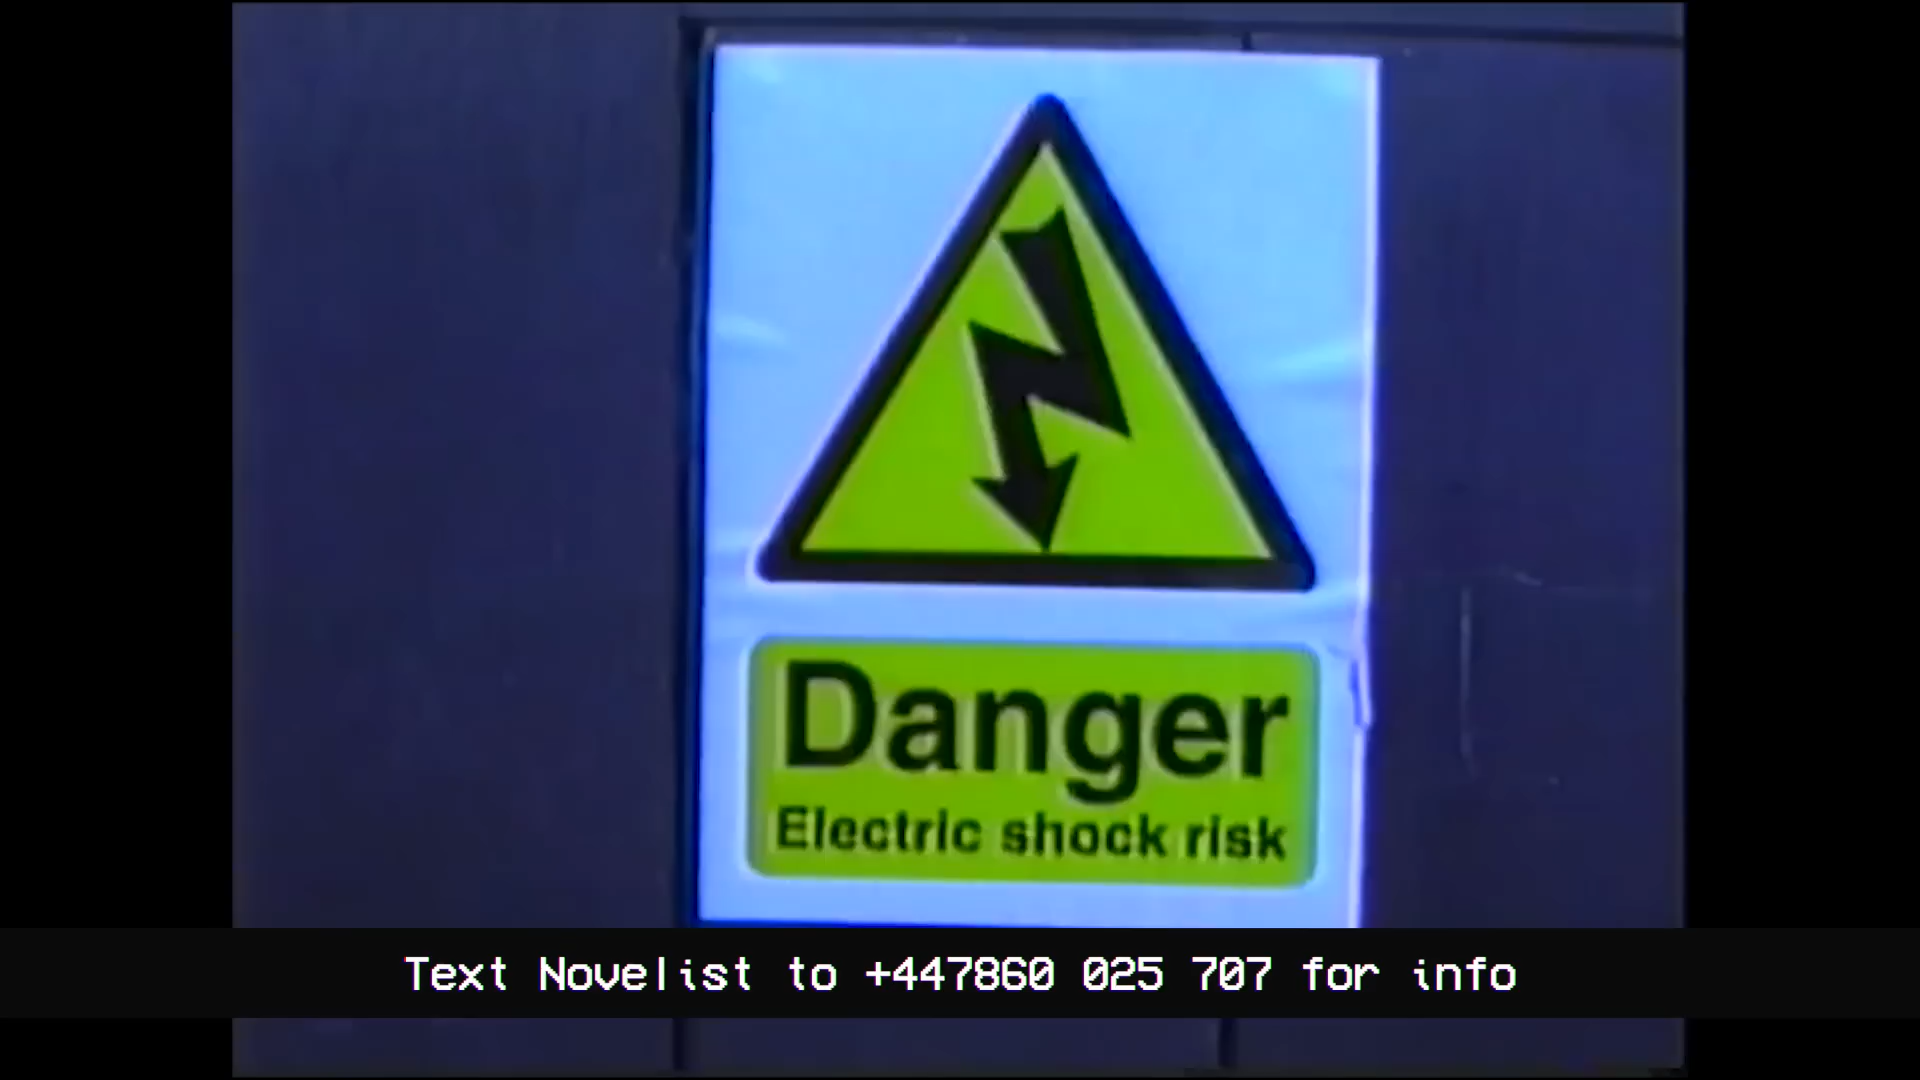 Danger
Electric shock risk
Text Novelist to +447860 025 707 for info